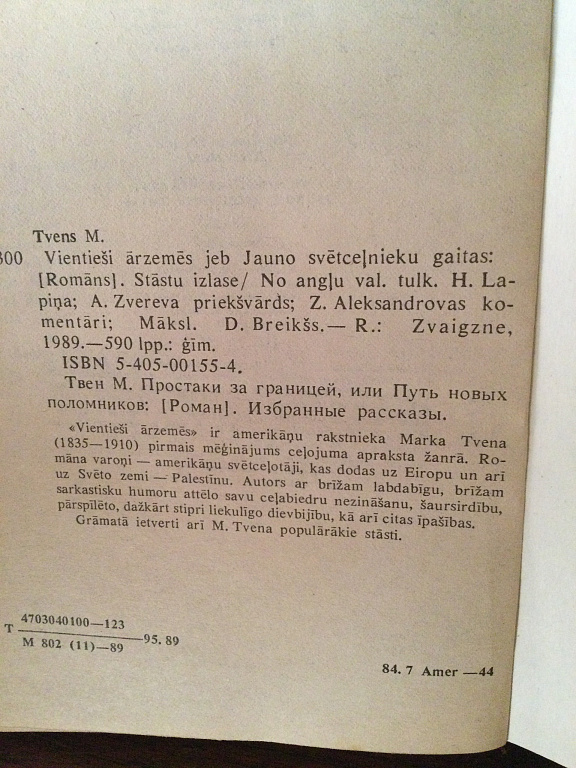 Tvens M.
300 Vientieši ārzemēs jeb Jauno svētceļnieku gaitas:
[Romāns]. Stāstu izlase/ No angļu val. tulk. H. La-
piņa; A. Zvereva priekšvārds; Z. Aleksandrovas ko-
mentāri; Māksl. D. Breikšs.— R.: Zvaigzne,
1989.—590 lpp.: ģīm.
ISBN 5-405-00155-4.
Твен М. Простаки за границей, или Путь новых
поломников: [Роман]. Избранные рассказы.
«Vientieši ārzemēs» ir amerikāņu rakstnieka Marka Tvena
(1835—1910) pirmais mēģinājums ceļojuma apraksta žanrā. Ro-
māna varoņi — amerikāņu svētceļotāji, kas dodas uz Eiropu un arī
uz Svēto zemi — Palestīnu. Autors ar brīžam labdabīgu, brīžam
sarkastisku humoru attēlo savu ceļabiedru nezināšanu, šaursirdību,
pārspīlēto, dažkārt stipri liekulīgo dievbijību, kā arī citas īpašības.
Grāmatā ietverti arī M. Tvena populārākie stāsti.
4703040100—123
Т ———95. 89
М 802 (11)—89
84. 7 Amer —44